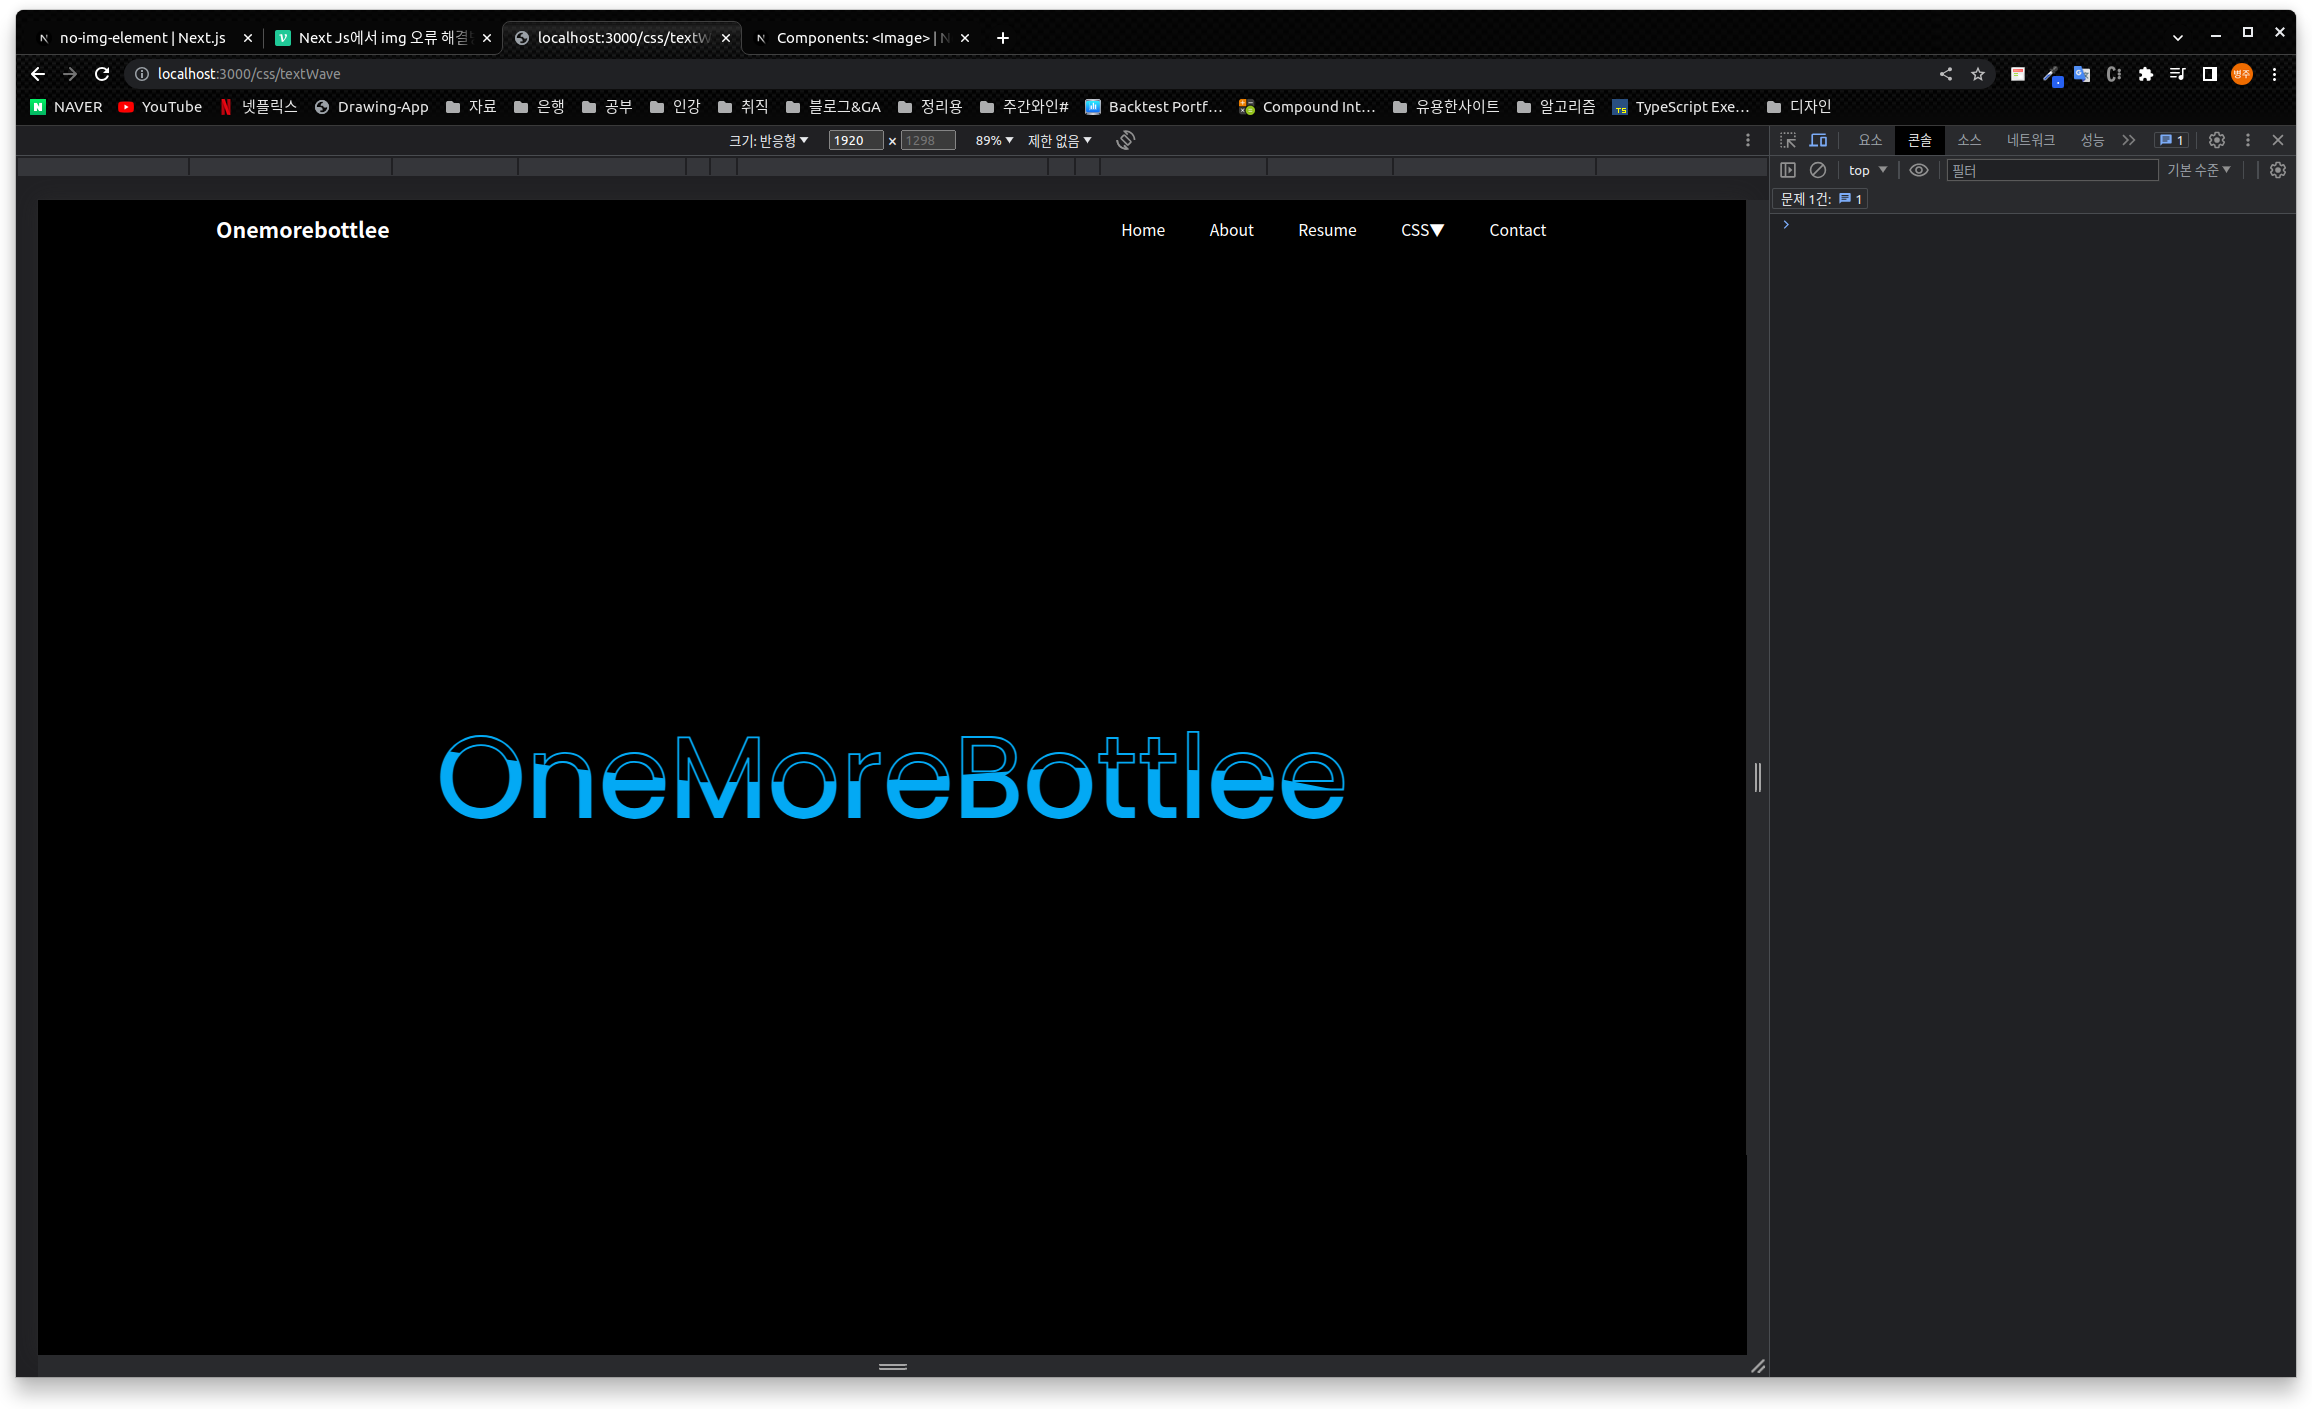 no-img-element | Next.js
Next Js에서 img 오류 해결
localhost:3000/css/textW
Components: <Image> | N
localhost:3000/css/textWave
병주
NAVER
YouTube
넷플릭스
Drawing-App
자료
은행
공부
인강
취직
블로그&GA
정리용
주간와인#
Backtest Portf...
Compound Int...
유용한사이트
알고리즘
TypeScript Exe...
디자인
크기: 반응형 ▼ 1920 × 1298 89% ▼ 제한 없음 ▼
요소 콘솔 소스 네트워크 성능 1
top ▼ 필터 기본 수준 ▼
문제 1건: 1
Onemorebottlee
Home About Resume CSS▼ Contact
OneMoreBottlee